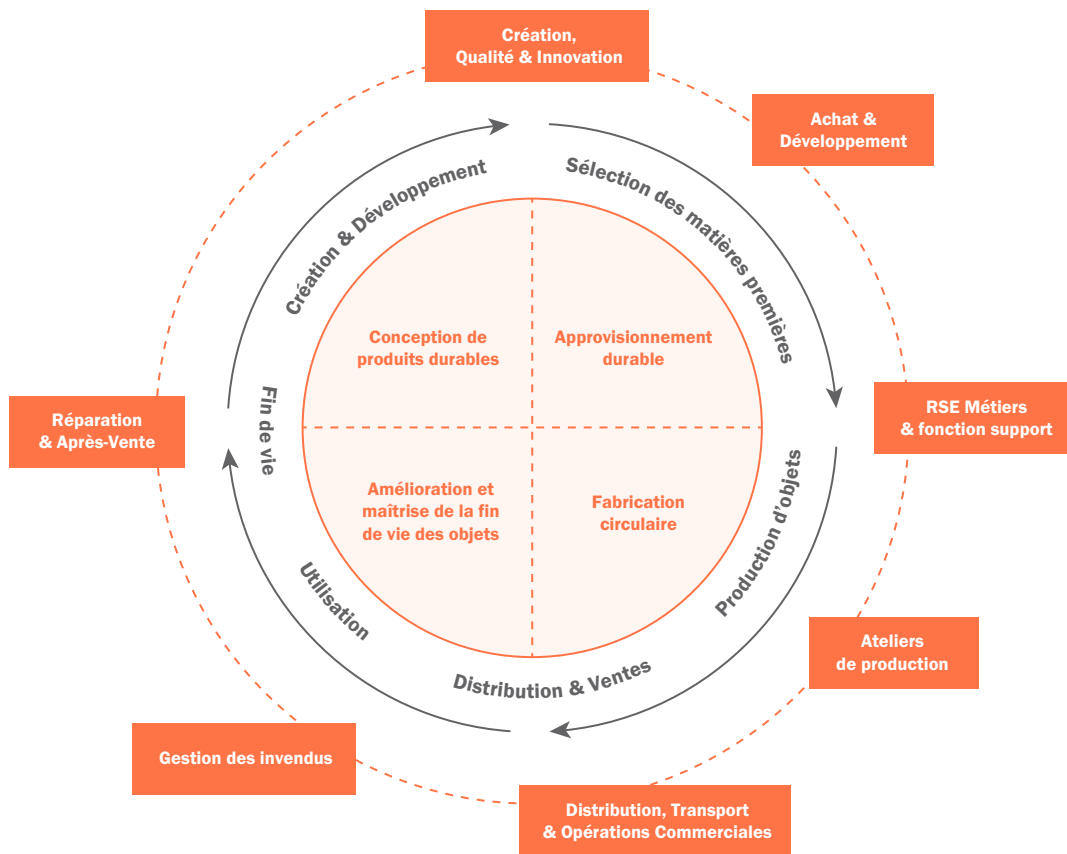 Création,
Qualité & Innovation
Achat &
Développement
RSE Métiers
& fonction support
Ateliers
de production
Distribution, Transport
& Opérations Commerciales
Gestion des invendus
Réparation
& Après-Vente
Création & Développement
Sélection des matières premières
Production d'objets
Distribution & Ventes
Utilisation
Fin de vie
Conception de
produits durables
Approvisionnement
durable
Amélioration et
maîtrise de la fin
de vie des objets
Fabrication
circulaire